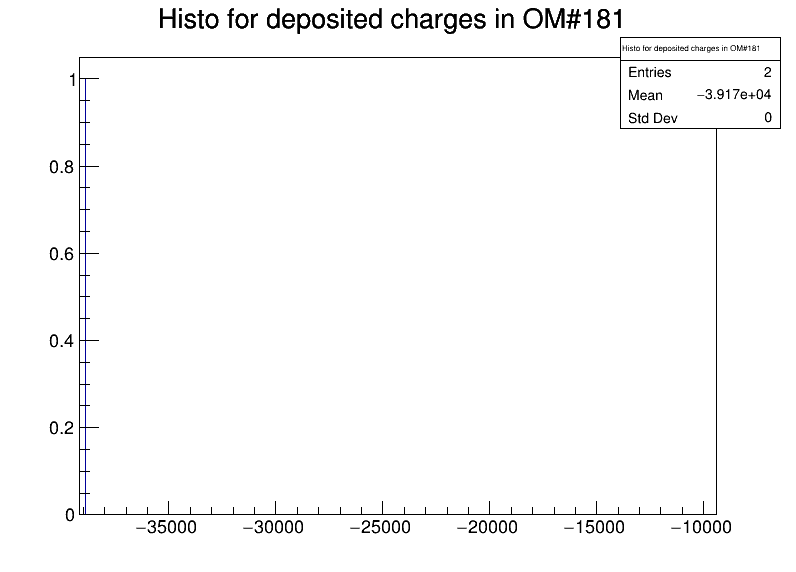 Histo for deposited charges in OM#181
Histo for deposited charges in OM#181
Entries 2
Mean −3.917e+04
Std Dev 0
1
0.8
0.6
0.4
0.2
0
−35000 −30000 −25000 −20000 −15000 −10000